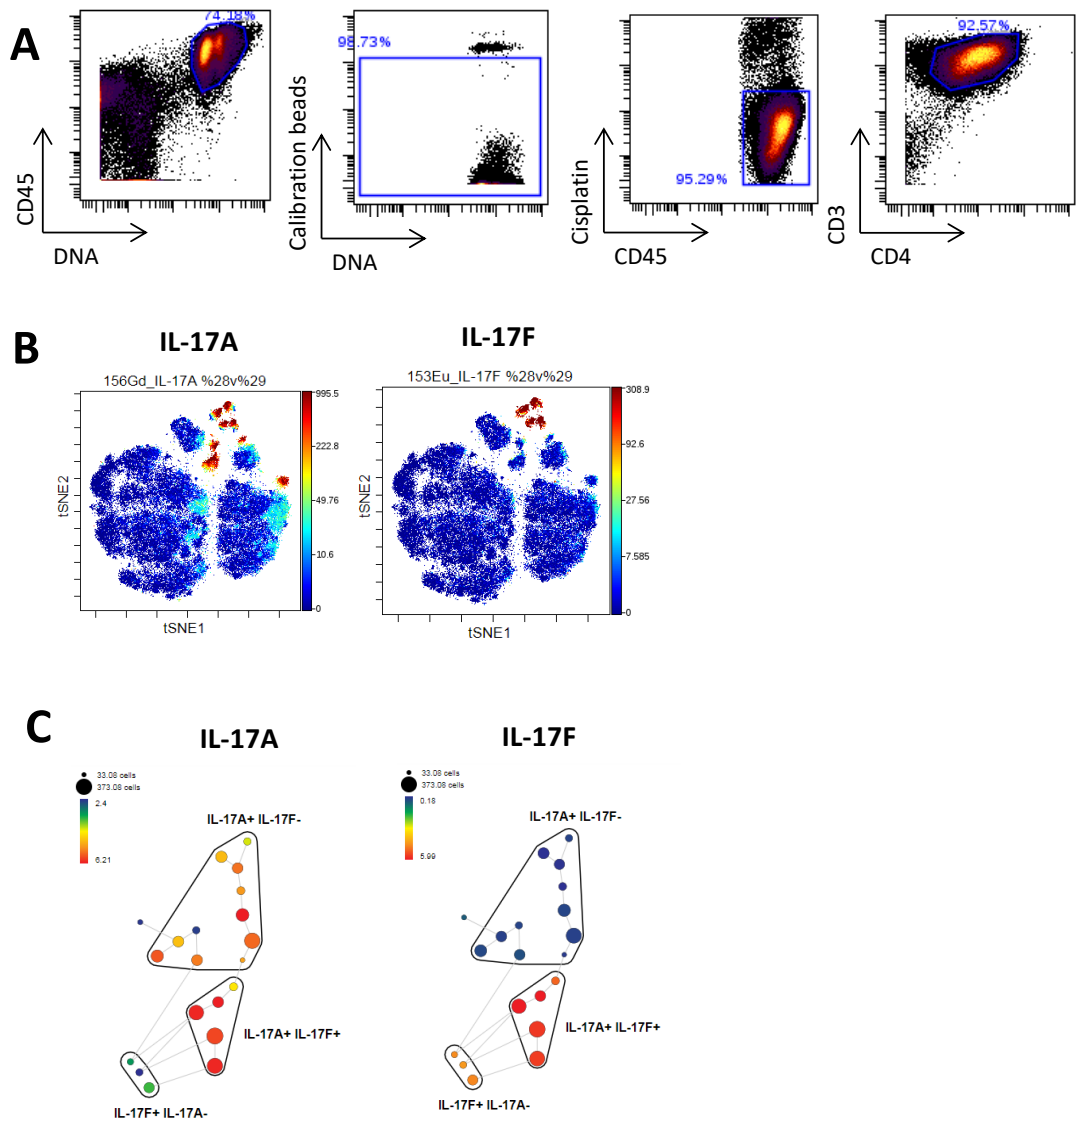 A
74.18%
CD45
DNA
98.73%
Calibration beads
DNA
95.29%
Cisplatin
CD45
92.57%
CD3
CD4
B
IL-17A
IL-17F
156Gd_IL-17A %28v%29
153Eu_IL-17F %28v%29
995.5
222.8
49.76
10.6
0
tSNE2
tSNE1
308.9
92.6
27.56
7.585
0
tSNE2
tSNE1
C
IL-17A
IL-17F
33.08 cells
373.08 cells
2.4
6.21
IL-17A+ IL-17F-
IL-17A+ IL-17F+
IL-17F+ IL-17A-
33.08 cells
373.08 cells
0.18
5.99
IL-17A+ IL-17F-
IL-17A+ IL-17F+
IL-17F+ IL-17A-